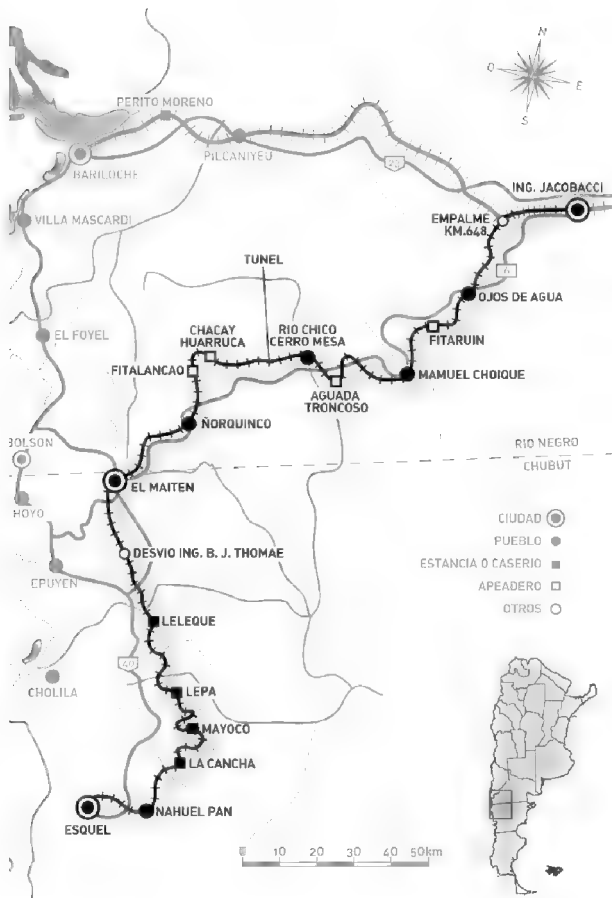 N
O
E
S
PERITO MORENO
PILCANIYEU
BARILOCHE
23
ING. JACOBACCI
VILLA MASCARDI
EMPALME
KM.648
TUNEL
6
OJOS DE AGUA
EL FOYEL
CHACAY
HUARRUCA
RIO CHICO
CERRO MESA
FITARUIN
FITALANCAO
MAMUEL CHOIQUE
AGUADA
TRONCOSO
ÑORQUINCO
BOLSON
RIO NEGRO
CHUBUT
EL MAITEN
HOYO
CIUDAD
PUEBLO
DESVIO ING. B. J. THOMAE
ESTANCIA O CASERIO
EPUYEN
APEADERO
OTROS
LELEQUE
40
CHOLILA
LEPA
MAYOCO
LA CANCHA
NAHUEL PAN
ESQUEL
0 10 20 30 40 50km